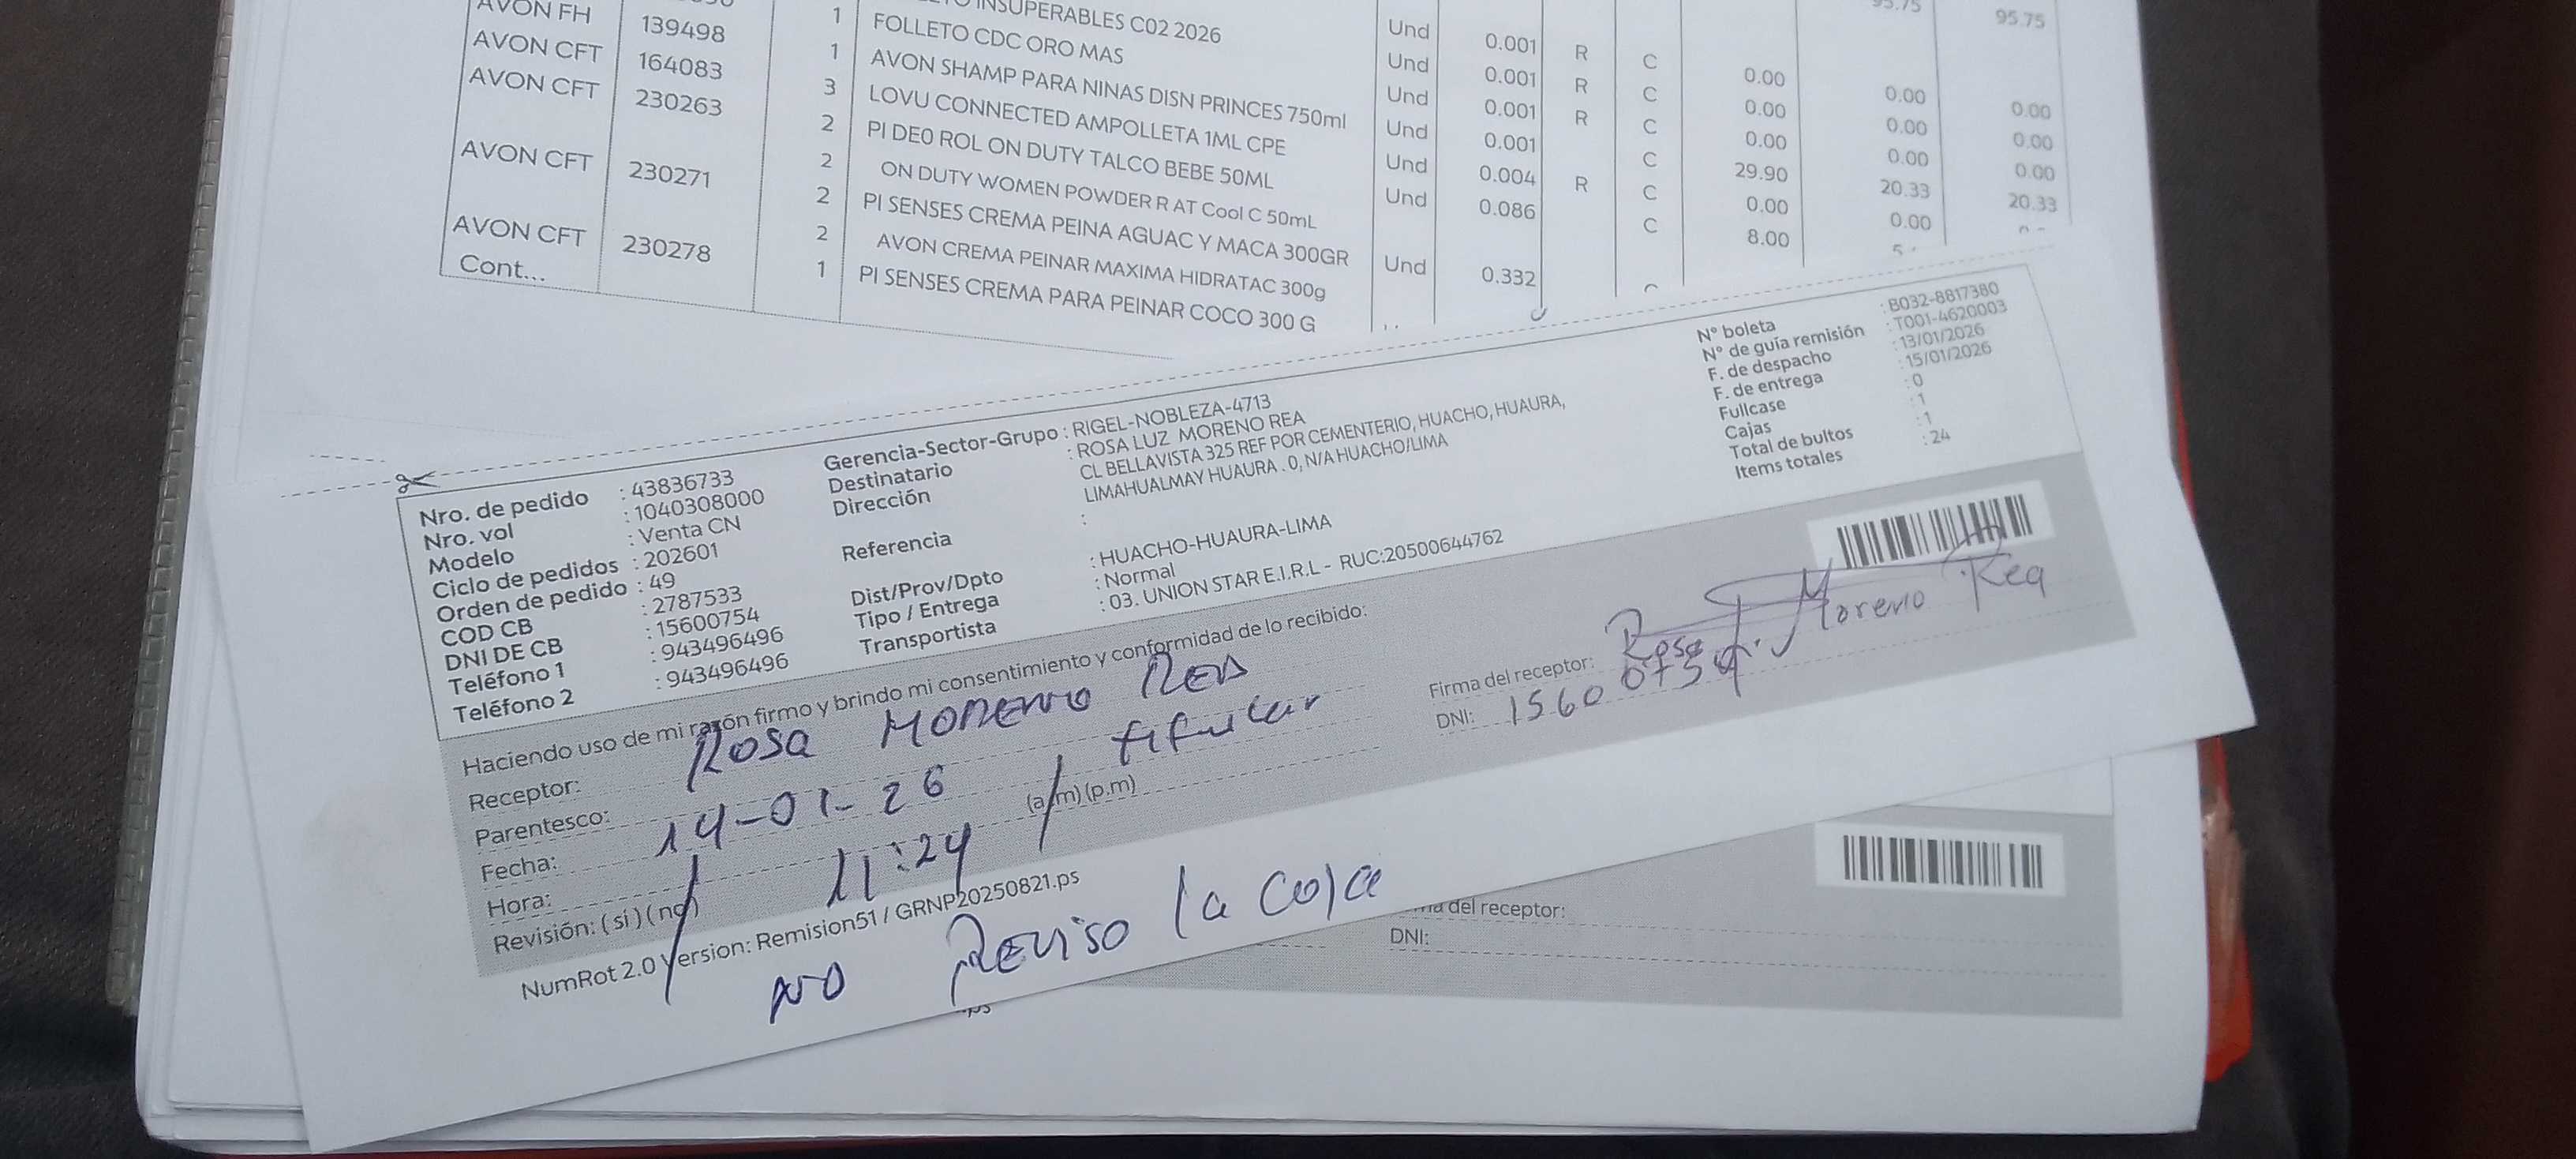 INSUPERABLES C02 2026 Und 95.75
AVON FH 139498 1 FOLLETO CDC ORO MAS Und 0.001 R C 0.00 0.00 0.00
AVON CFT 164083 1 AVON SHAMP PARA NINAS DISN PRINCES 750ml Und 0.001 R C 0.00 0.00 0.00
AVON CFT 230263 3 LOVU CONNECTED AMPOLLETA 1ML CPE Und 0.001 R C 0.00 0.00 0.00
2 PI DE0 ROL ON DUTY TALCO BEBE 50ML Und 0.001 C 29.90 20.33 20.33
AVON CFT 230271 2 ON DUTY WOMEN POWDER R AT Cool C 50mL Und 0.004 R C 0.00 0.00
2 PI SENSES CREMA PEINA AGUAC Y MACA 300GR Und 0.086 C 8.00
AVON CFT 230278 2 AVON CREMA PEINAR MAXIMA HIDRATAC 300g Und 0.332
Cont... 1 PI SENSES CREMA PARA PEINAR COCO 300 G
Nro. de pedido : 43836733
Nro. vol : 1040308000
Modelo : Venta CN
Ciclo de pedidos : 202601
Orden de pedido : 49
COD CB : 2787533
DNI DE CB : 15600754
Teléfono 1 : 943496496
Teléfono 2 : 943496496
Gerencia-Sector-Grupo : RIGEL-NOBLEZA-4713
Destinatario : ROSA LUZ MORENO REA
Dirección CL BELLAVISTA 325 REF POR CEMENTERIO, HUACHO, HUAURA,
LIMAHUALMAY HUAURA . 0, N/A HUACHO/LIMA
Referencia :
Dist/Prov/Dpto : HUACHO-HUAURA-LIMA
Tipo / Entrega : Normal
Transportista : 03. UNION STAR E.I.R.L - RUC:20500644762
N° boleta : B032-8817380
N° de guía remisión : T001-4620003
F. de despacho : 13/01/2026
F. de entrega : 15/01/2026
Fullcase : 0
Cajas : 1
Total de bultos : 1
Items totales : 24
Haciendo uso de mi razón firmo y brindo mi consentimiento y conformidad de lo recibido:
Receptor: Rosa MORENO REA
Parentesco: titular
Fecha: 14-01-26
Hora: 11:24 (a.m) (p.m)
Revisión: ( si ) ( no )
Firma del receptor: Rosa L. Moreno Rea
DNI: 15600754
NumRot 2.0 Version: Remision51 / GRNP20250821.ps
NO Reviso la caja
del receptor:
DNI: